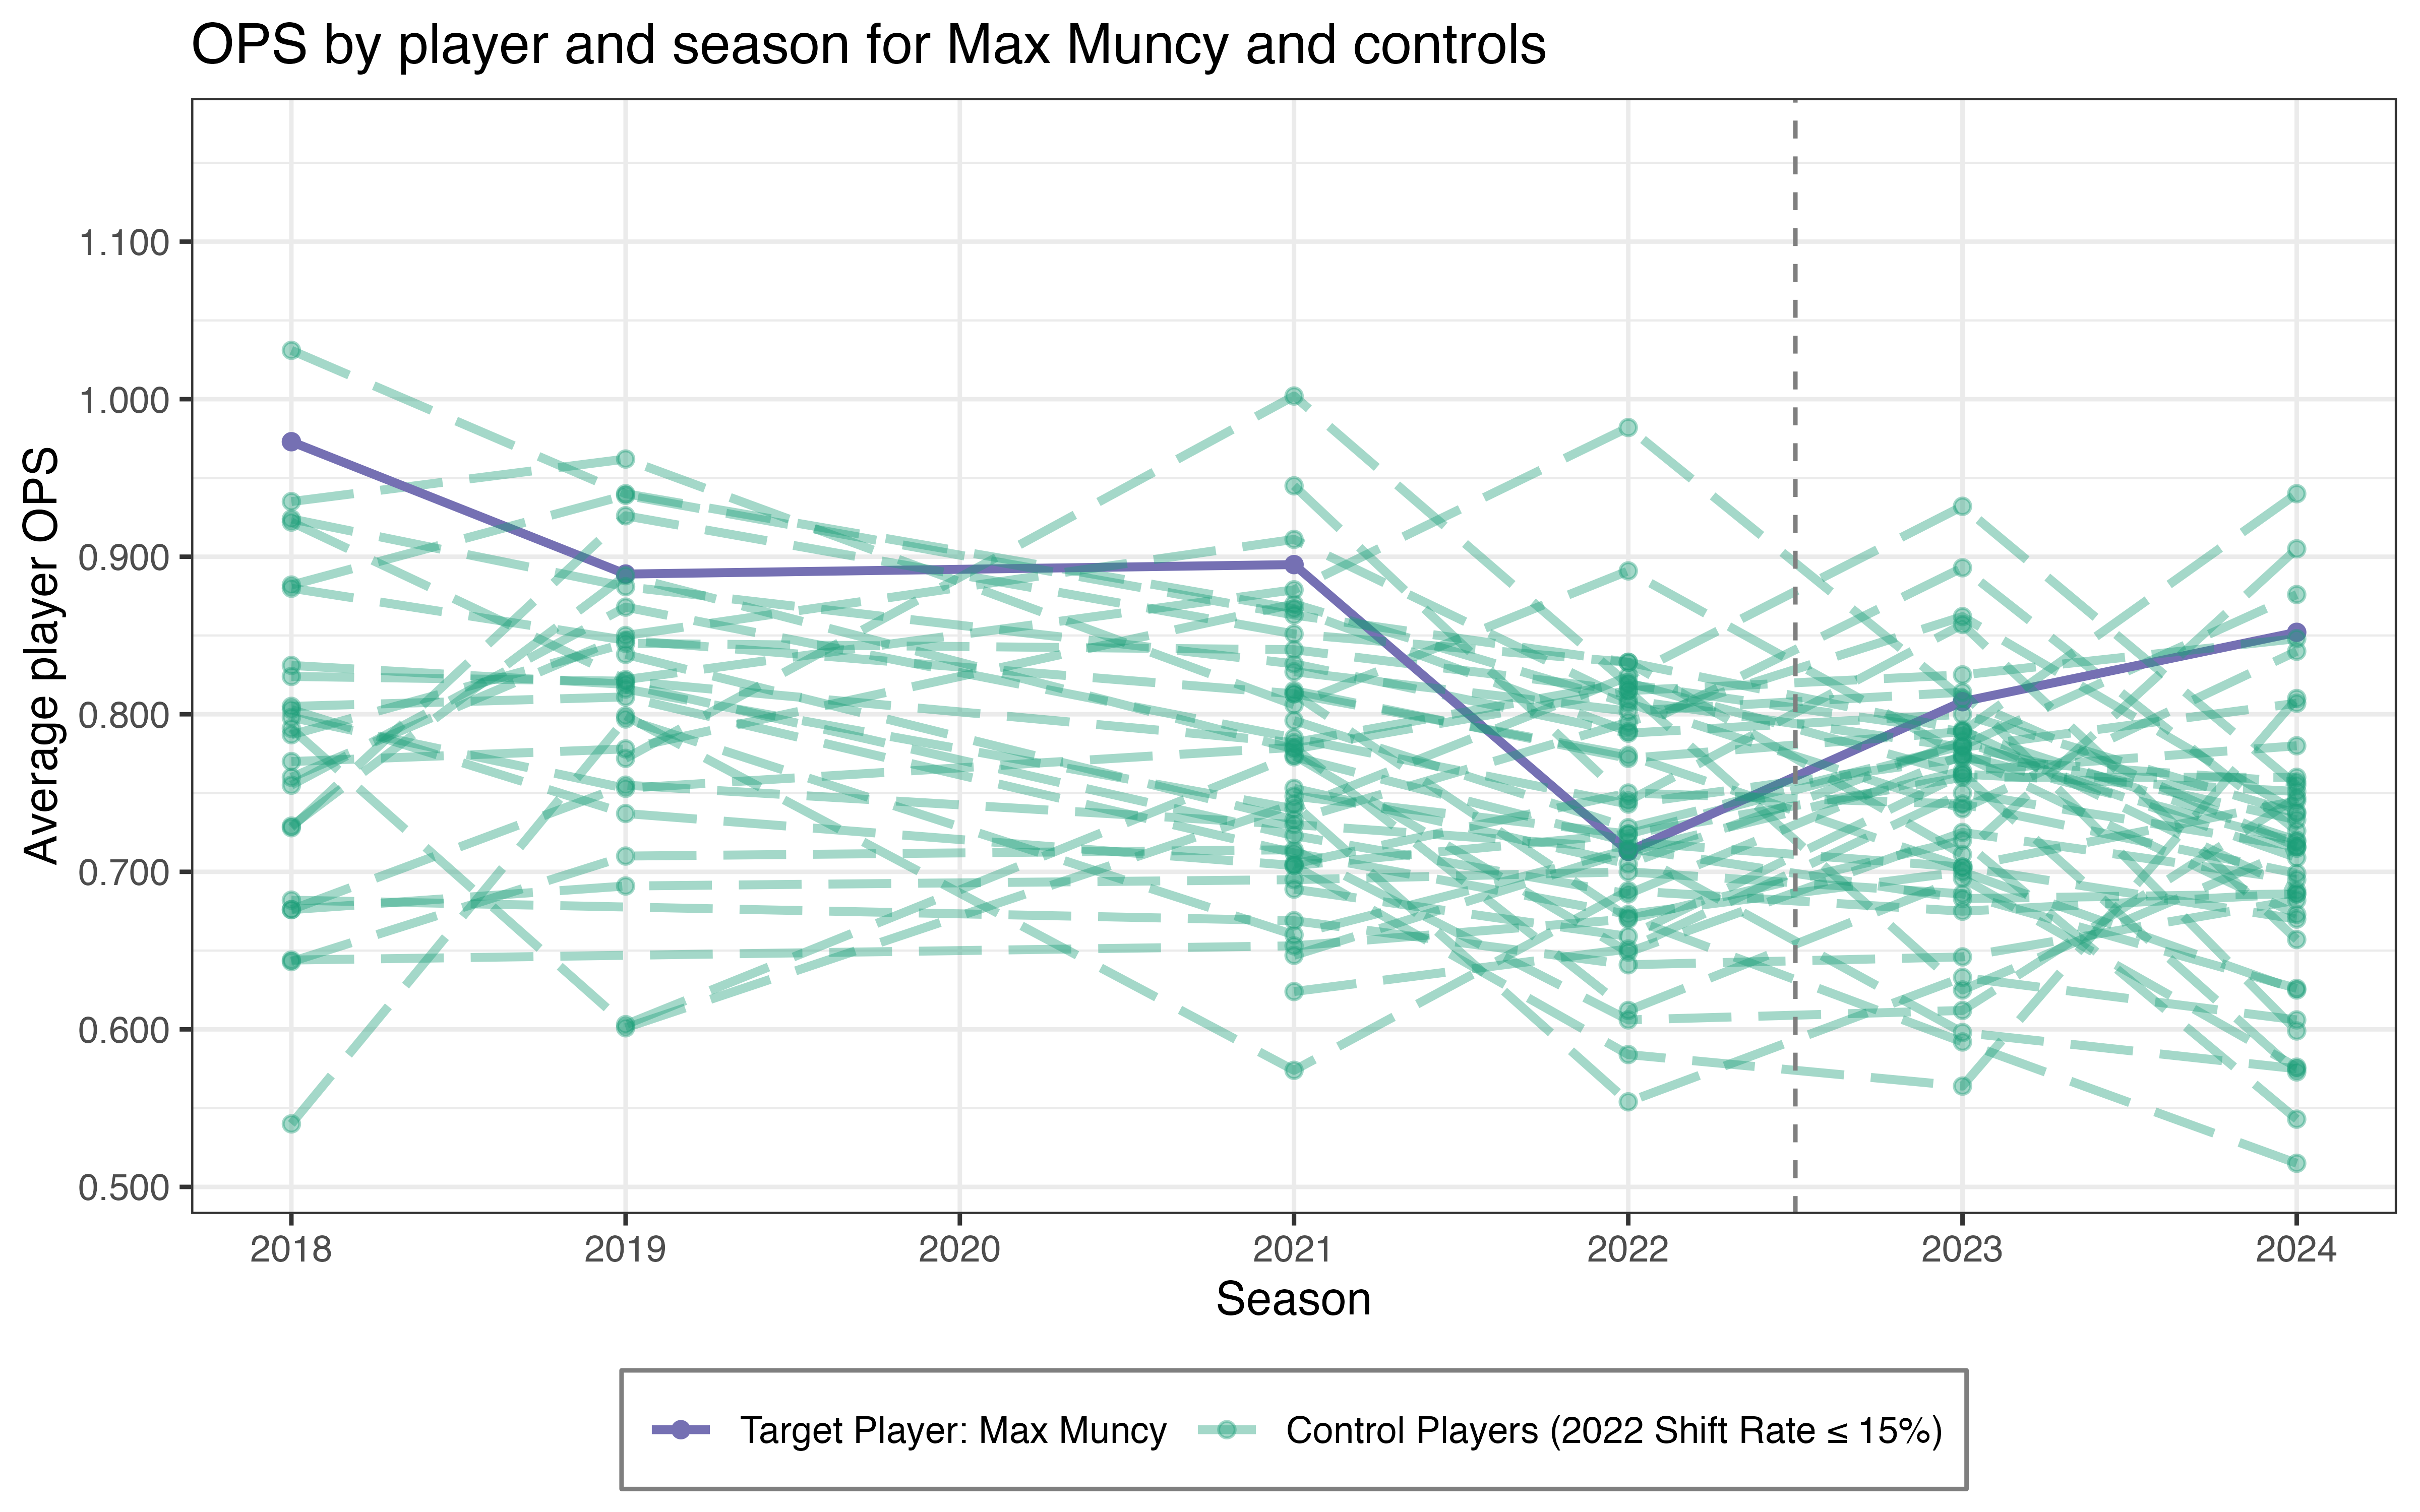 OPS by player and season for Max Muncy and controls
Average player OPS
1.100
1.000
0.900
0.800
0.700
0.600
0.500
2018 2019 2020 2021 2022 2023 2024
Season
Target Player: Max Muncy Control Players (2022 Shift Rate ≤ 15%)